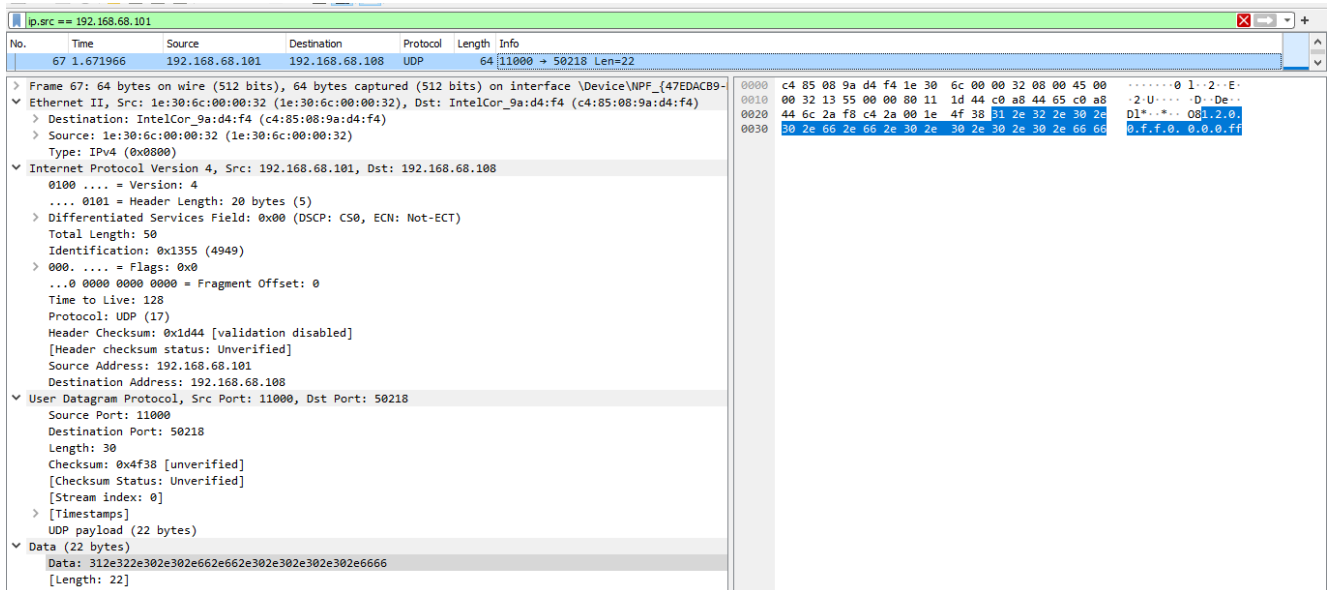 ip.src == 192.168.68.101
+
No. Time Source Destination Protocol Length Info
67 1.671966 192.168.68.101 192.168.68.108 UDP 64 11000 → 50218 Len=22
> Frame 67: 64 bytes on wire (512 bits), 64 bytes captured (512 bits) on interface \Device\NPF_{47EDACB9-
Ethernet II, Src: 1e:30:6c:00:00:32 (1e:30:6c:00:00:32), Dst: IntelCor_9a:d4:f4 (c4:85:08:9a:d4:f4)
> Destination: IntelCor_9a:d4:f4 (c4:85:08:9a:d4:f4)
> Source: 1e:30:6c:00:00:32 (1e:30:6c:00:00:32)
Type: IPv4 (0x0800)
Internet Protocol Version 4, Src: 192.168.68.101, Dst: 192.168.68.108
0100 .... = Version: 4
.... 0101 = Header Length: 20 bytes (5)
> Differentiated Services Field: 0x00 (DSCP: CS0, ECN: Not-ECT)
Total Length: 50
Identification: 0x1355 (4949)
> 000. .... = Flags: 0x0
...0 0000 0000 0000 = Fragment Offset: 0
Time to Live: 128
Protocol: UDP (17)
Header Checksum: 0x1d44 [validation disabled]
[Header checksum status: Unverified]
Source Address: 192.168.68.101
Destination Address: 192.168.68.108
User Datagram Protocol, Src Port: 11000, Dst Port: 50218
Source Port: 11000
Destination Port: 50218
Length: 30
Checksum: 0x4f38 [unverified]
[Checksum Status: Unverified]
[Stream index: 0]
> [Timestamps]
UDP payload (22 bytes)
Data (22 bytes)
Data: 312e322e302e302e662e662e302e302e302e302e6666
[Length: 22]
0000 c4 85 08 9a d4 f4 1e 30 6c 00 00 32 08 00 45 00 ·······0 l··2··E·
0010 00 32 13 55 00 00 80 11 1d 44 c0 a8 44 65 c0 a8 ·2·U···· ·D··De··
0020 44 6c 2a f8 c4 2a 00 1e 4f 38 31 2e 32 2e 30 2e Dl*··*·· O81.2.0.
0030 30 2e 66 2e 66 2e 30 2e 30 2e 30 2e 30 2e 66 66 0.f.f.0. 0.0.0.ff